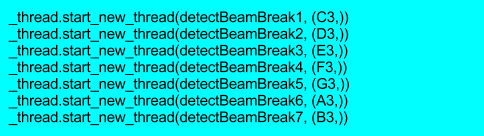 _thread.start_new_thread(detectBeamBreak1, (C3,))
_thread.start_new_thread(detectBeamBreak2, (D3,))
_thread.start_new_thread(detectBeamBreak3, (E3,))
_thread.start_new_thread(detectBeamBreak4, (F3,))
_thread.start_new_thread(detectBeamBreak5, (G3,))
_thread.start_new_thread(detectBeamBreak6, (A3,))
_thread.start_new_thread(detectBeamBreak7, (B3,))